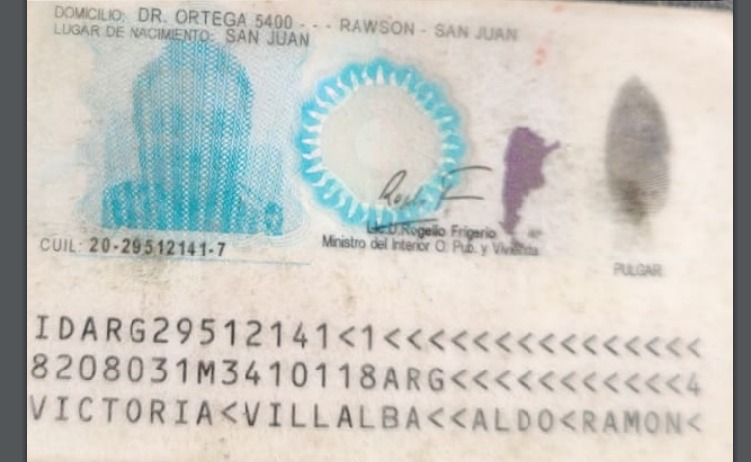 DOMICILIO: DR. ORTEGA 5400 - - - RAWSON - SAN JUAN
LUGAR DE NACIMIENTO: SAN JUAN
CUIL: 20-29512141-7
Lic. D. Rogelio Frigerio
Ministro del Interior O. Pub. y Vivienda
PULGAR
IDARG29512141<1<<<<<<<<<<<<<<<
8208031M3410118ARG<<<<<<<<<<<4
VICTORIA<VILLALBA<<ALDO<RAMON<